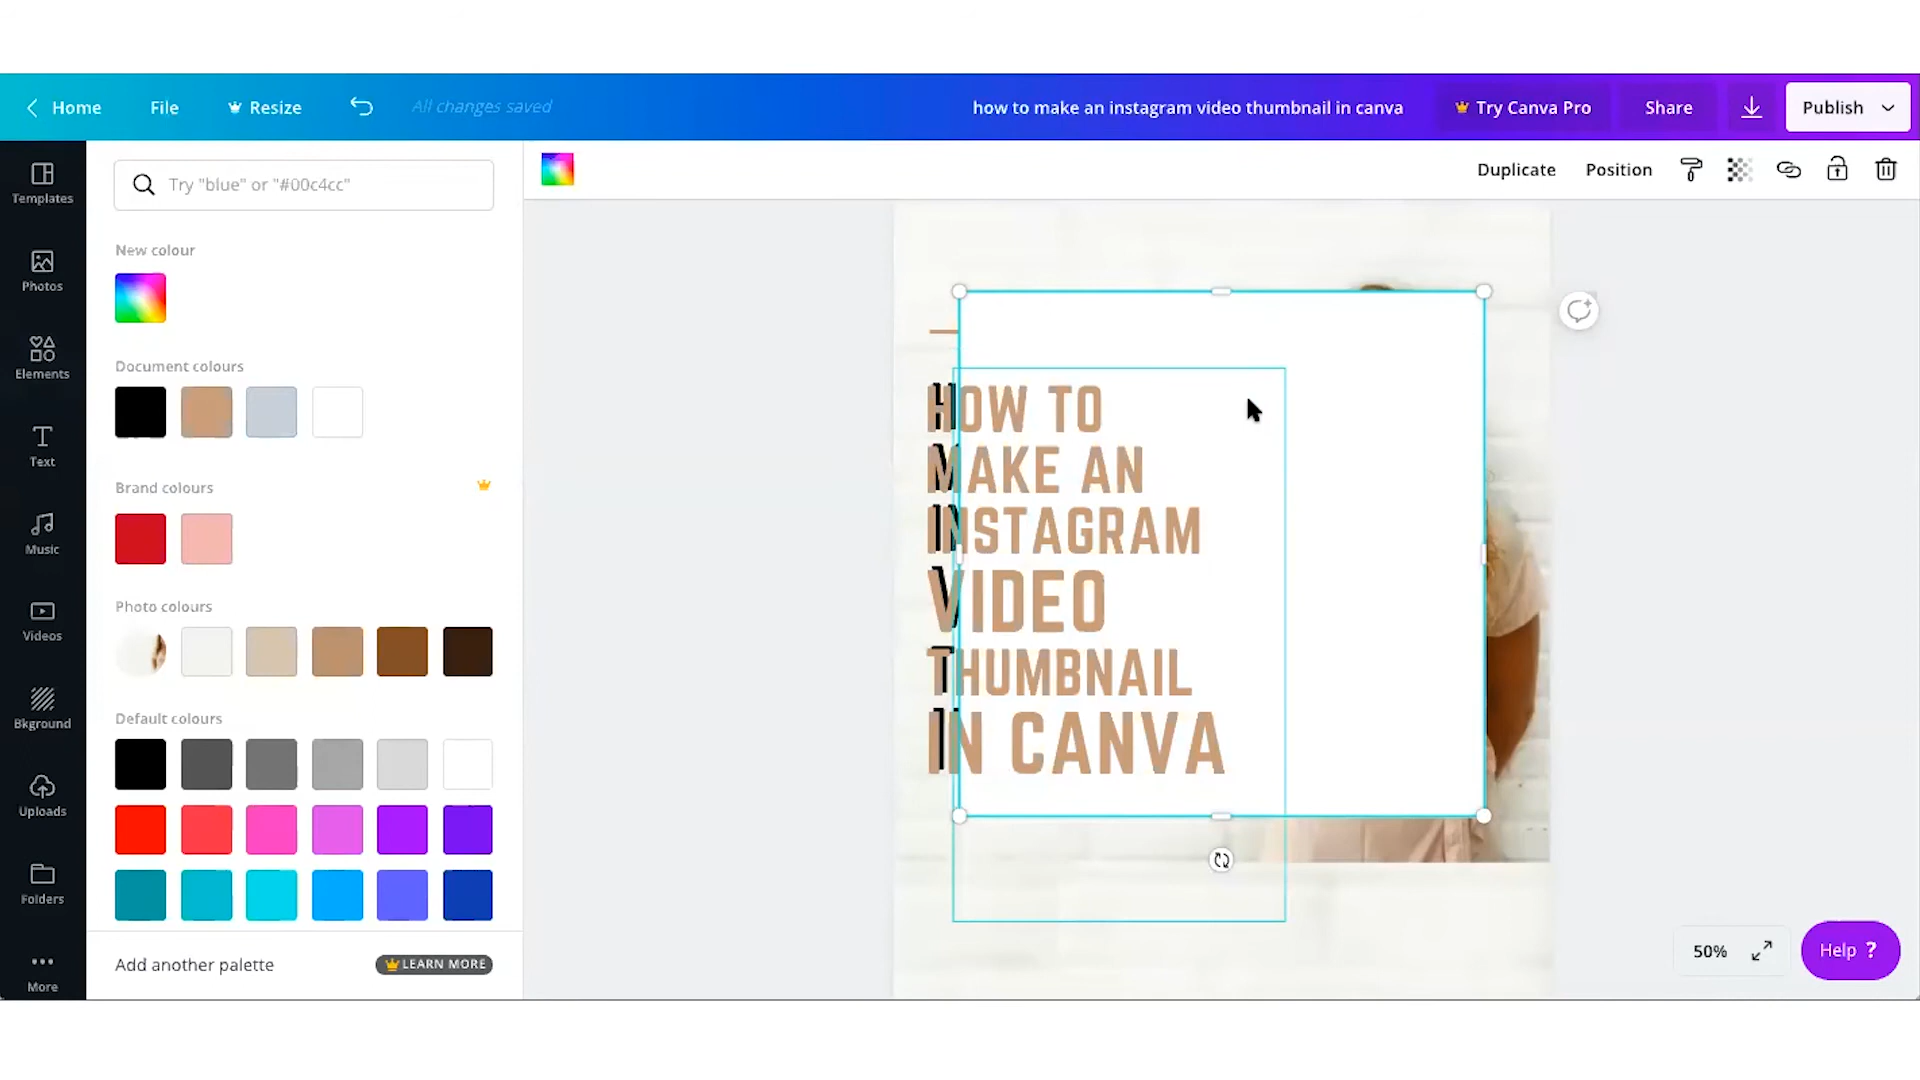 Home
File
Resize
All changes saved
how to make an instagram video thumbnail in canva
Try Canva Pro
Share
Publish
Templates
Photos
Elements
Text
Music
Videos
Bkground
Uploads
Folders
More
Try "blue" or "#00c4cc"
New colour
Document colours
Brand colours
Photo colours
Default colours
Add another palette
LEARN MORE
Duplicate
Position
HOW TO
MAKE AN
INSTAGRAM
VIDEO
THUMBNAIL
IN CANVA
50%
Help ?